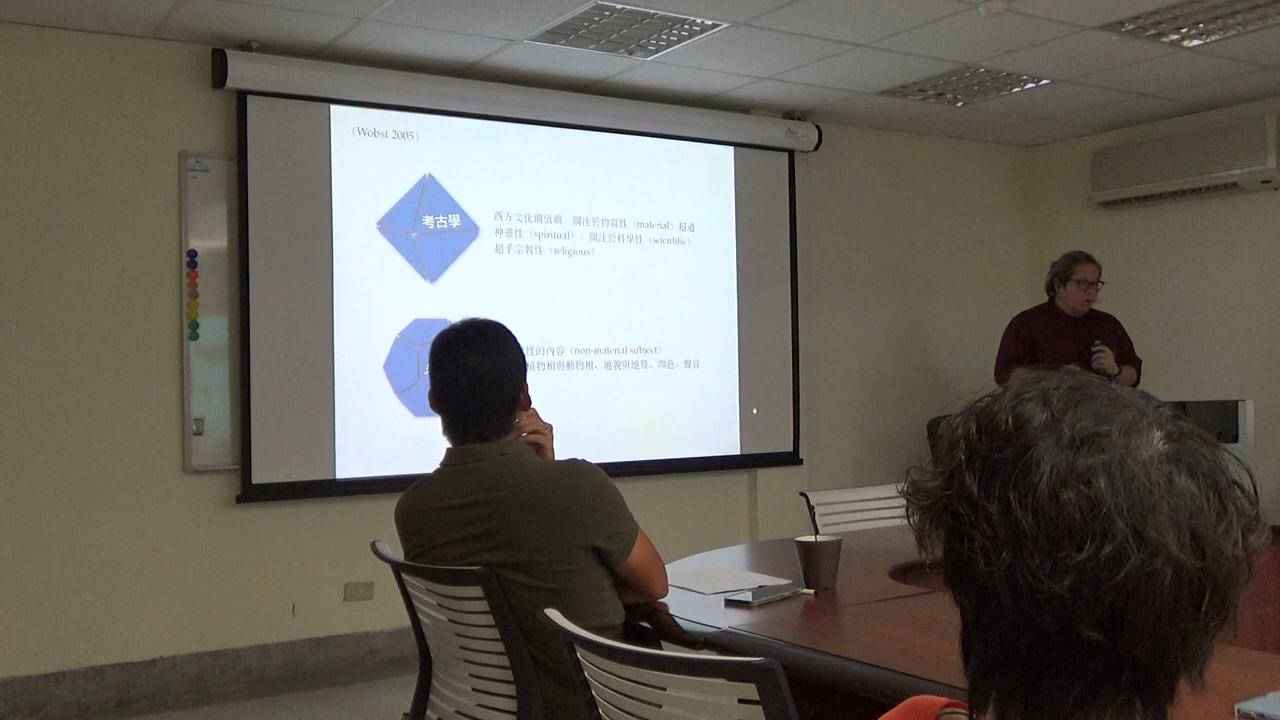 (Wobst 2005)
考古學
西方文化價值觀、關注於物質性（material）超過
神靈性（spiritual）；關注於科學性（scientific）
超乎宗教性（religious）
性的內容（non-material subject）
植物相與動物相、地貌與地景、顏色、聲音